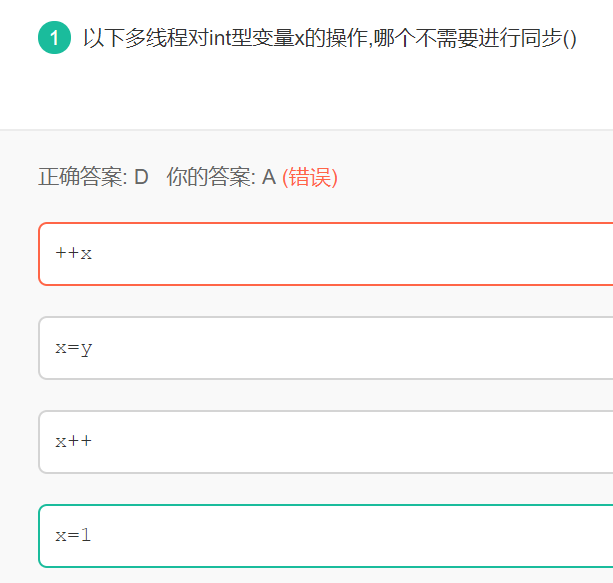 1 以下多线程对int型变量x的操作,哪个不需要进行同步()
正确答案: D 你的答案: A (错误)
++x
x=y
x++
x=1